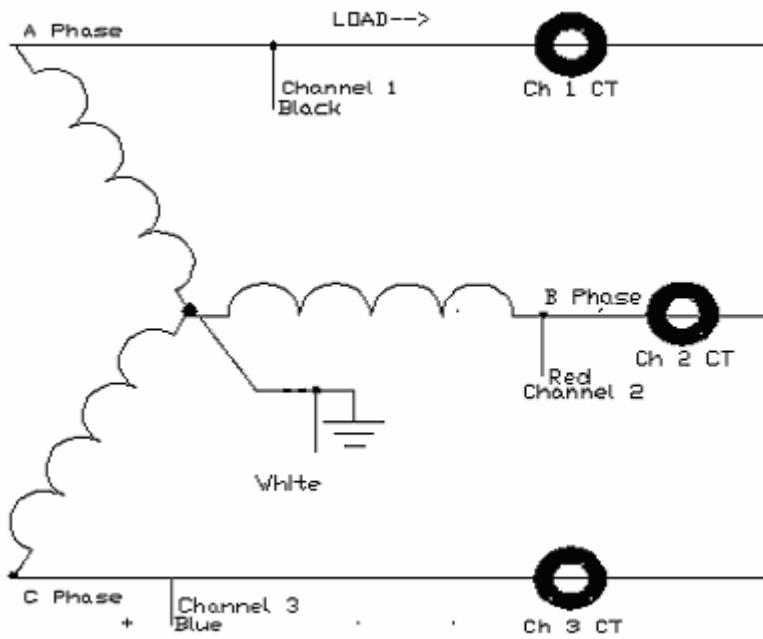 A Phase
LOAD-->
Channel 1
Black
Ch 1 CT
B Phase
Ch 2 CT
Red
Channel 2
White
C Phase
Channel 3
Blue
Ch 3 CT